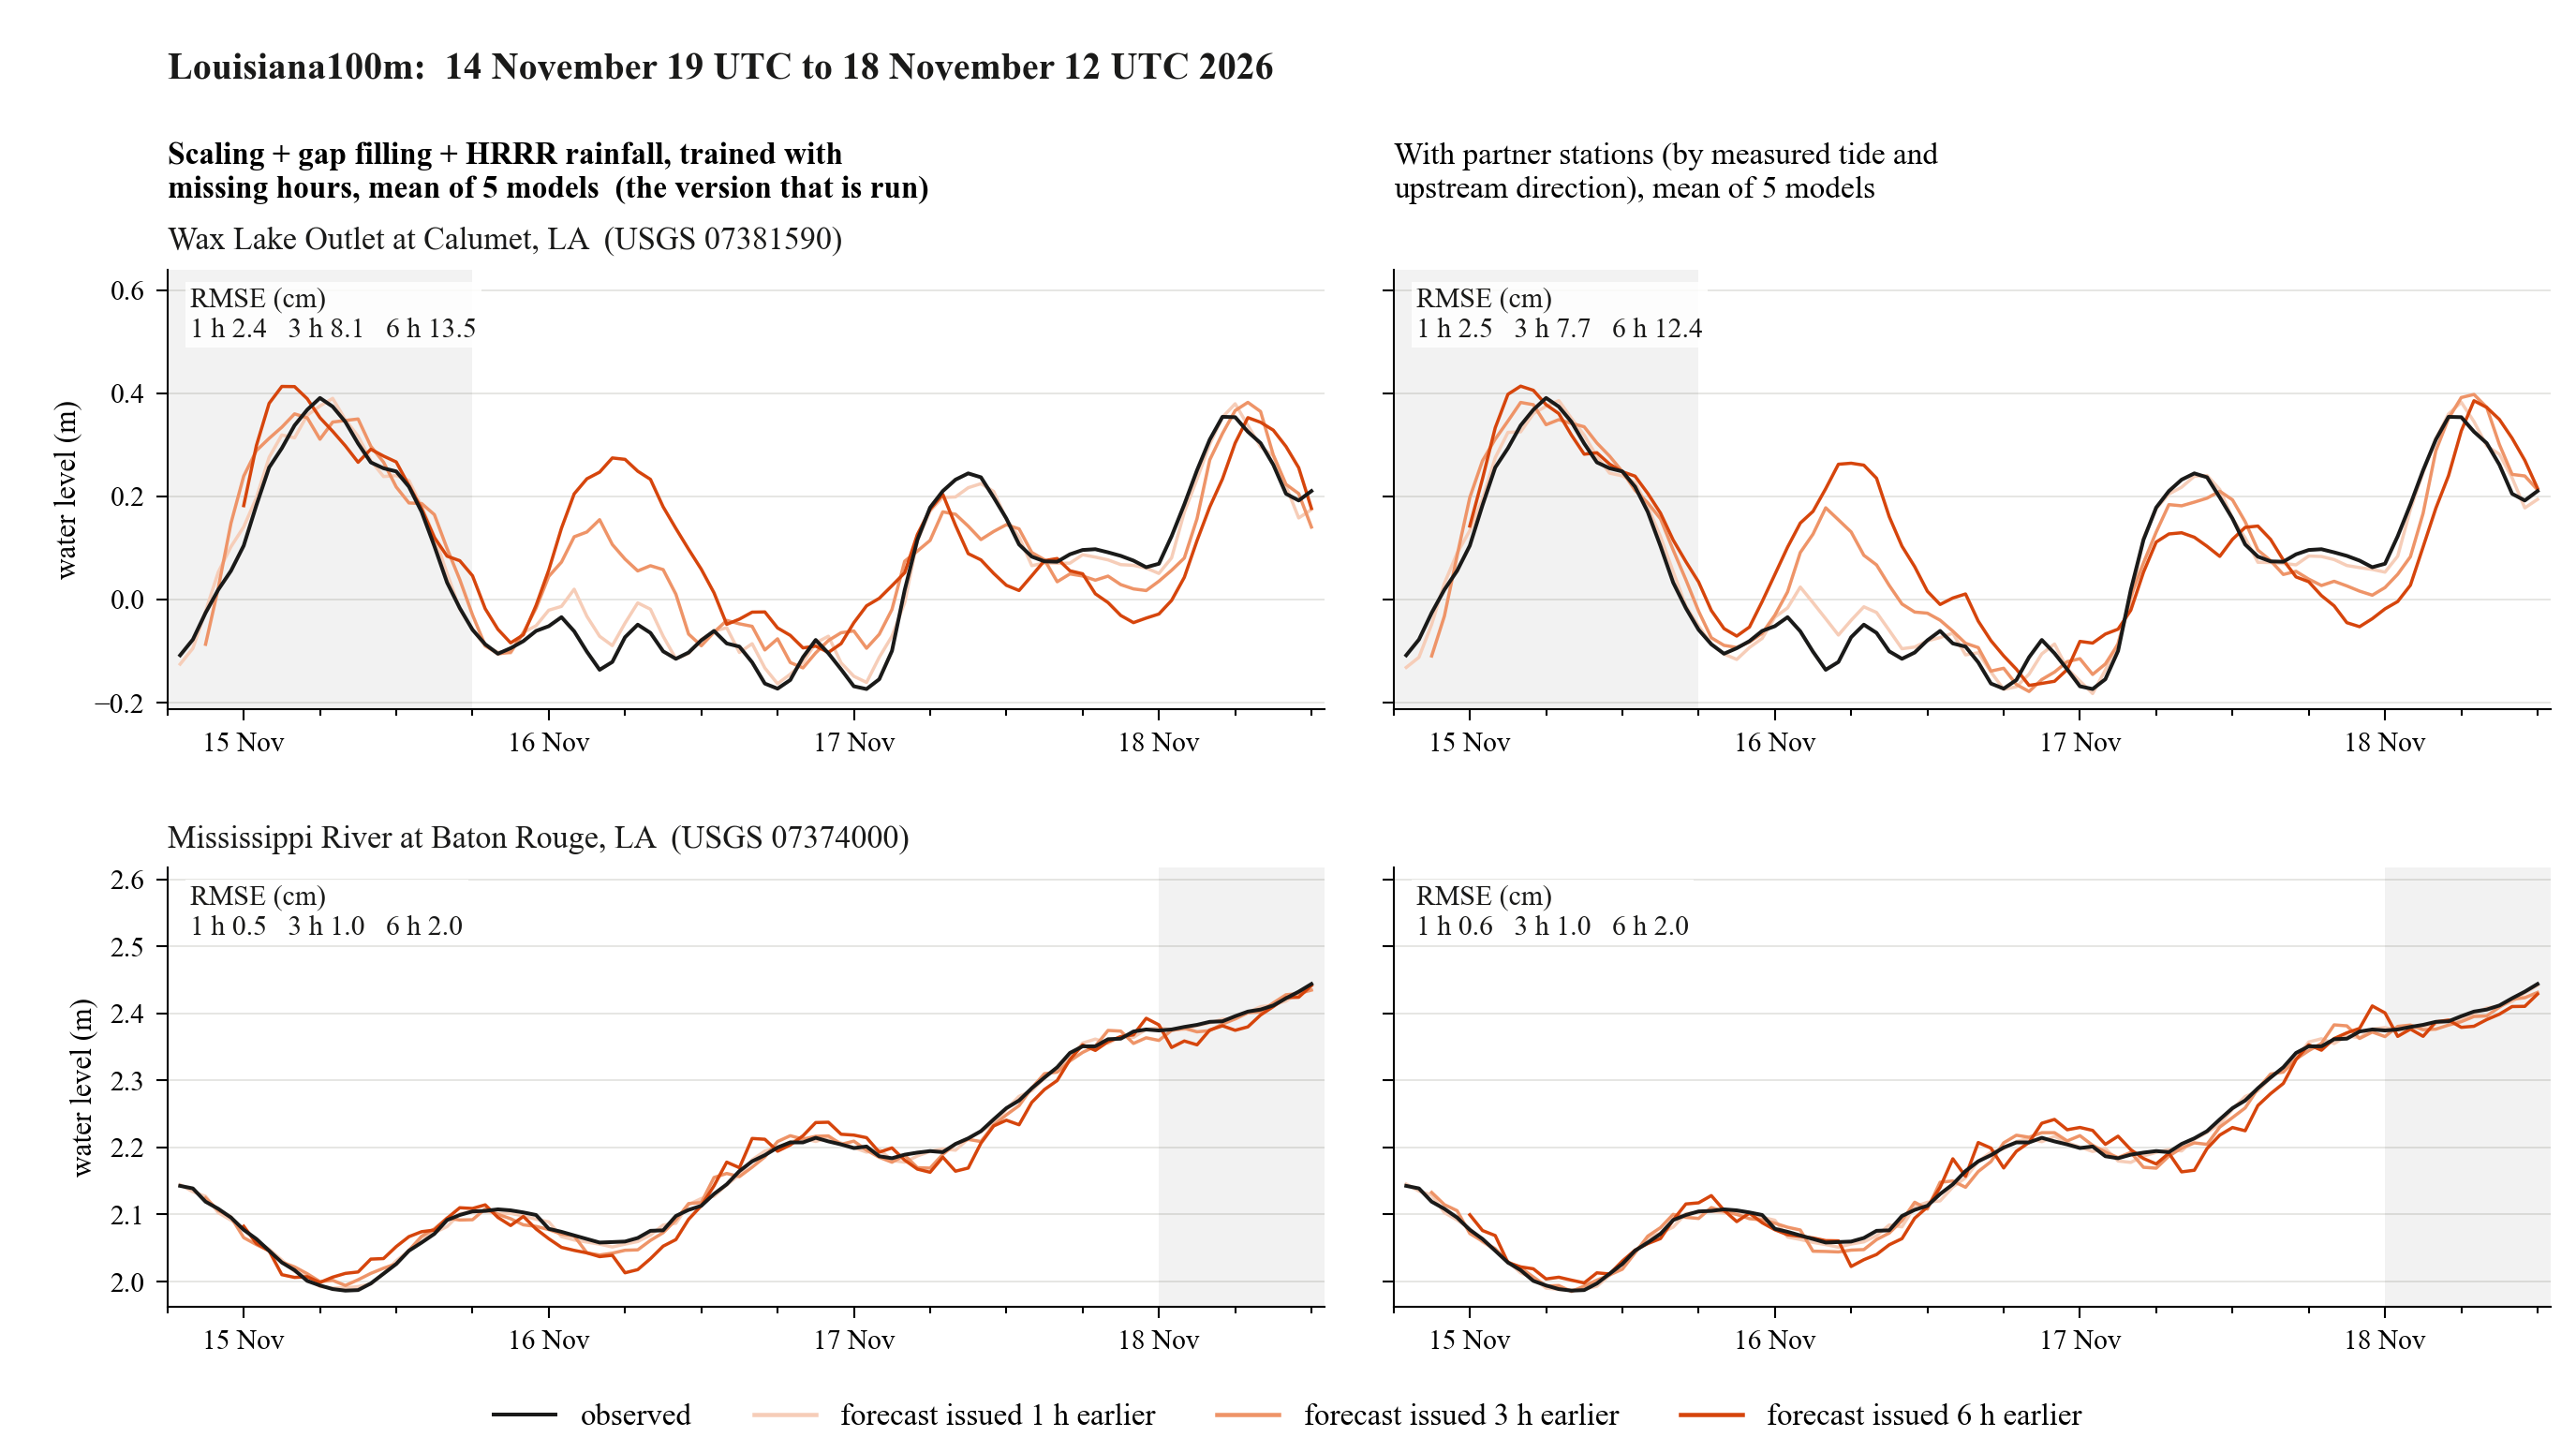 Louisiana100m:  14 November 19 UTC to 18 November 12 UTC 2026
Scaling + gap filling + HRRR rainfall, trained with
missing hours, mean of 5 models  (the version that is run)
With partner stations (by measured tide and
upstream direction), mean of 5 models
Wax Lake Outlet at Calumet, LA  (USGS 07381590)
water level (m)
0.6
0.4
0.2
0.0
−0.2
RMSE (cm)
1 h 2.4   3 h 8.1   6 h 13.5
15 Nov   16 Nov   17 Nov   18 Nov
RMSE (cm)
1 h 2.5   3 h 7.7   6 h 12.4
15 Nov   16 Nov   17 Nov   18 Nov
Mississippi River at Baton Rouge, LA  (USGS 07374000)
water level (m)
2.6
2.5
2.4
2.3
2.2
2.1
2.0
RMSE (cm)
1 h 0.5   3 h 1.0   6 h 2.0
15 Nov   16 Nov   17 Nov   18 Nov
RMSE (cm)
1 h 0.6   3 h 1.0   6 h 2.0
15 Nov   16 Nov   17 Nov   18 Nov
observed   forecast issued 1 h earlier   forecast issued 3 h earlier   forecast issued 6 h earlier